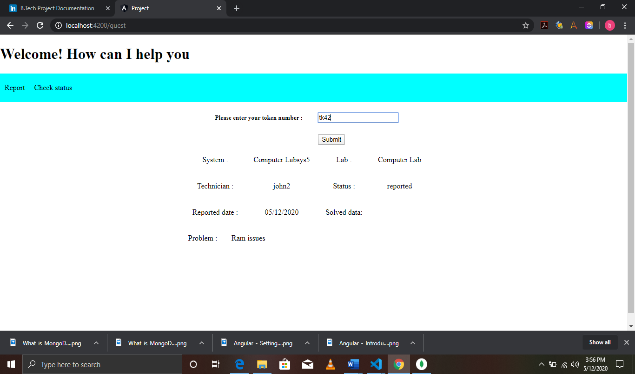 IUTech Project Documentation
Project
localhost:4200/guest
Welcome! How can I help you
Report Check status
Please enter your token number : tk42
Submit
System Computer Labsys5 Lab Computer Lab
Technician : john2 Status : reported
Reported date : 05/12/2020 Solved data:
Problem : Ram issues
What is MongoD....png What is MongoD....png Angular - Setting....png Angular - Introdu....png Show all
Type here to search
3:56 PM
5/12/2020